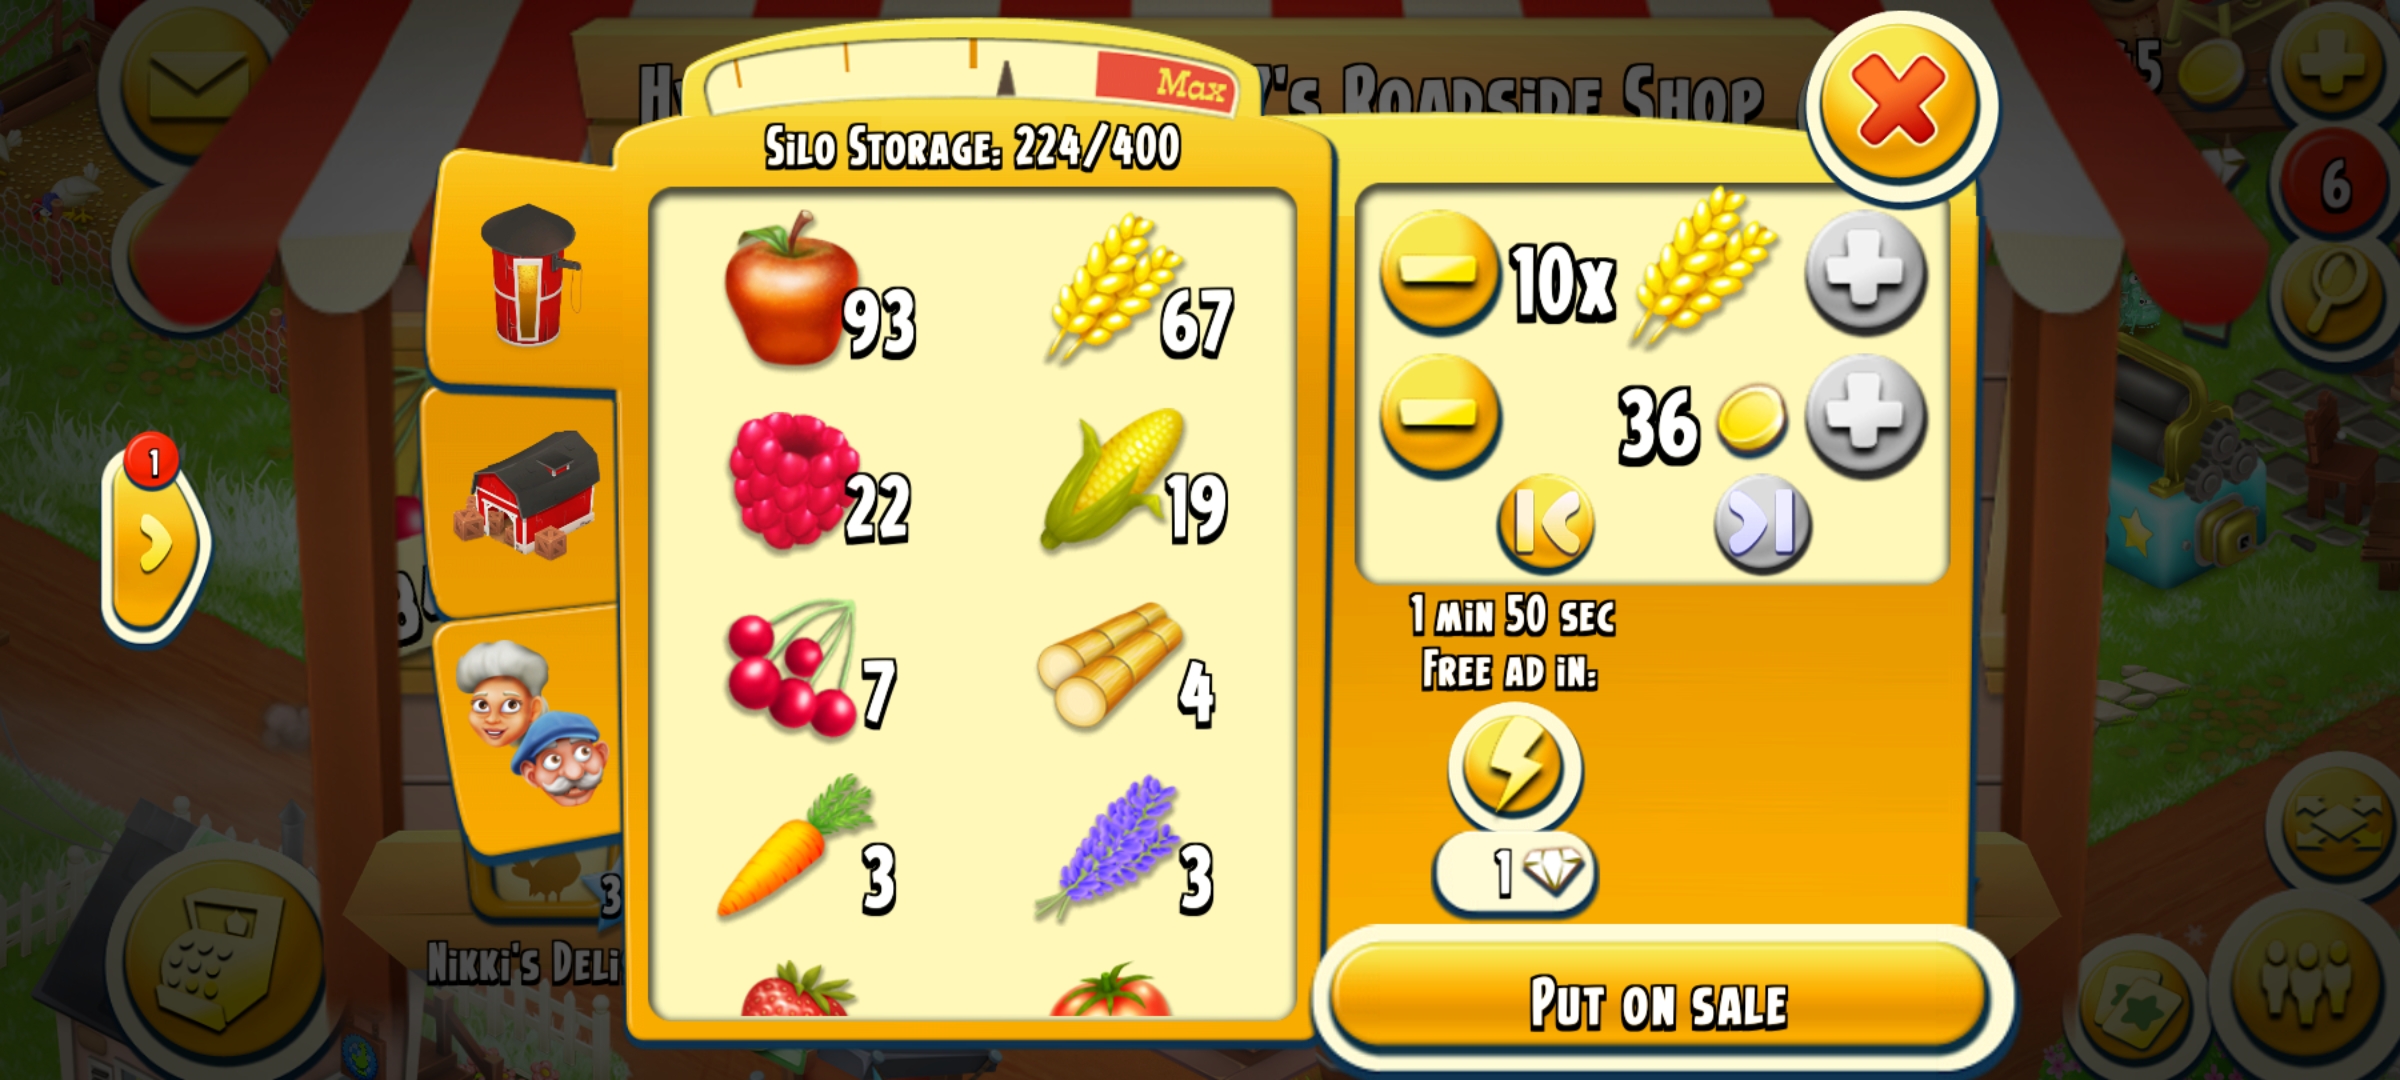 Max
's Roadside Shop
Silo Storage: 224/400
93
67
22
19
7
4
3
3
10x
36
1 min 50 sec
Free ad in:
1
Put on sale
1
6
3
Nikki's Deli